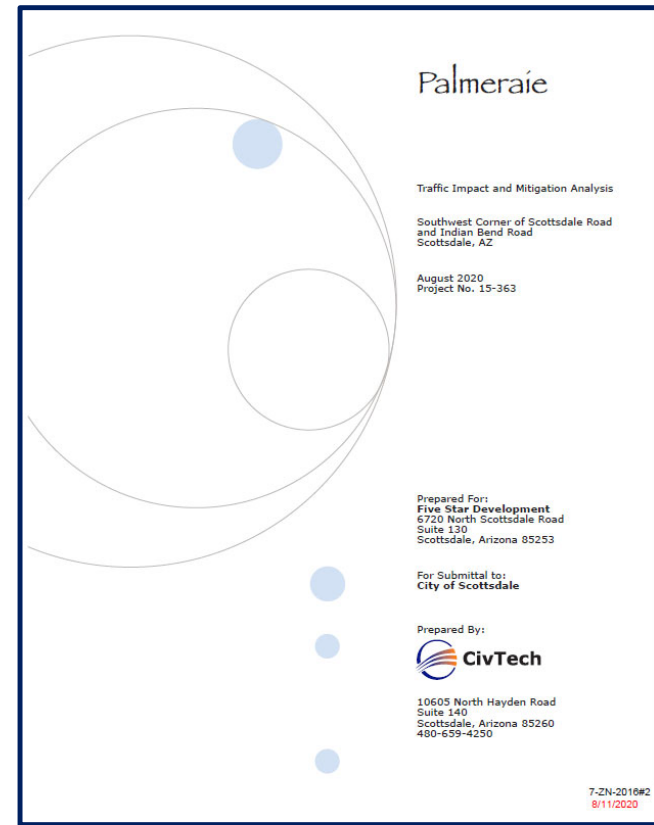 Palmeraie
Traffic Impact and Mitigation Analysis
Southwest Corner of Scottsdale Road
and Indian Bend Road
Scottsdale, AZ
August 2020
Project No. 15-363
Prepared For:
Five Star Development
6720 North Scottsdale Road
Suite 130
Scottsdale, Arizona 85253
For Submittal to:
City of Scottsdale
Prepared By:
CivTech
10605 North Hayden Road
Suite 140
Scottsdale, Arizona 85260
480-659-4250
7-ZN-2016#2
8/11/2020